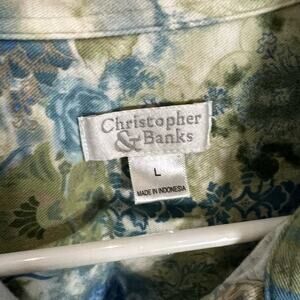 Christopher
& Banks
L
MADE IN INDONESIA